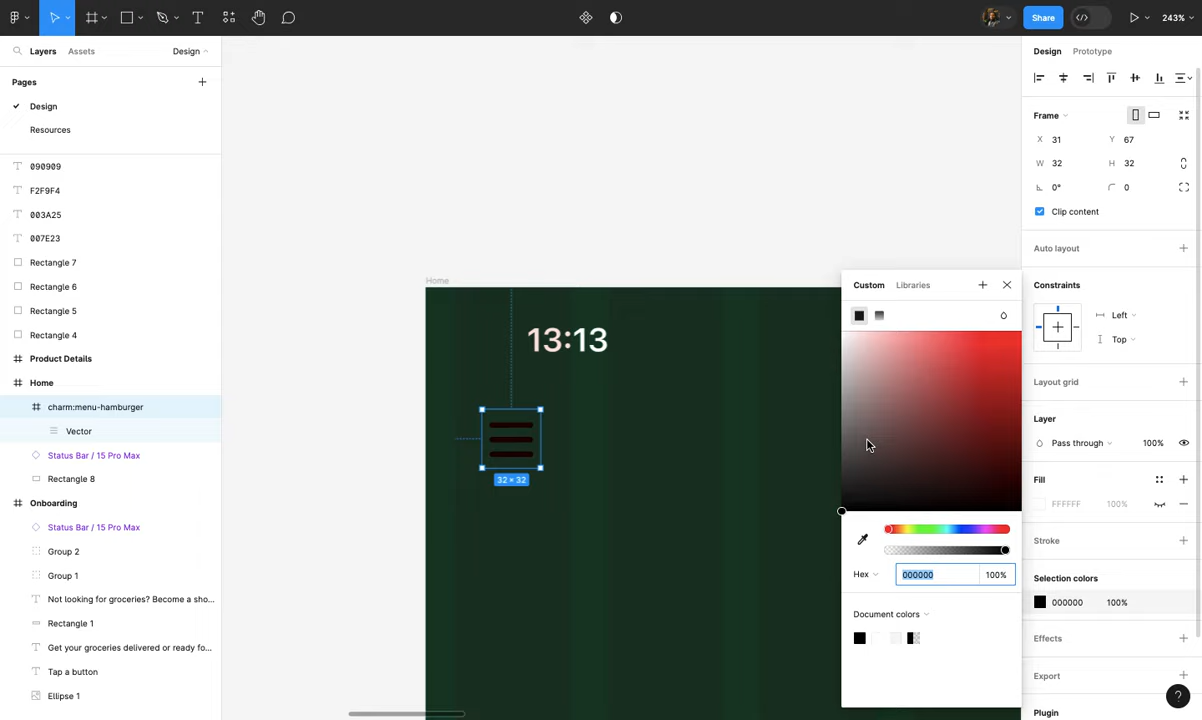 Share
243%
Layers
Assets
Design
Design
Prototype
Pages
Design
Resources
090909
F2F9F4
003A25
007E23
Rectangle 7
Rectangle 6
Rectangle 5
Rectangle 4
Product Details
Home
charm:menu-hamburger
Vector
Status Bar / 15 Pro Max
Rectangle 8
Onboarding
Status Bar / 15 Pro Max
Group 2
Group 1
Not looking for groceries? Become a sho...
Rectangle 1
Get your groceries delivered or ready fo...
Tap a button
Ellipse 1
Home
13:13
32 × 32
Custom
Libraries
Hex
000000
100%
Document colors
Frame
X 31
Y 67
W 32
H 32
0°
0
Clip content
Auto layout
Constraints
Left
Top
Layout grid
Layer
Pass through
100%
Fill
FFFFFF
100%
Stroke
Selection colors
000000
100%
Effects
Export
Plugin
?